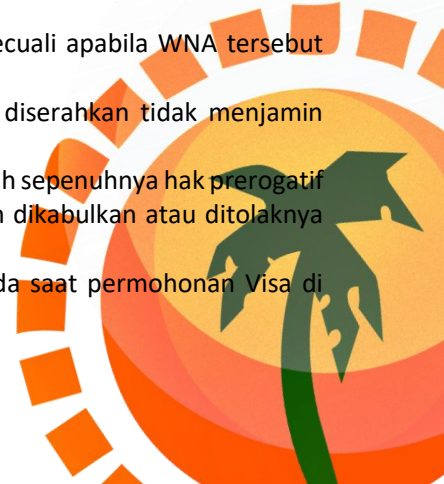 ecuali apabila WNA tersebut
diserahkan tidak menjamin
h sepenuhnya hak prerogatif
n dikabulkan atau ditolaknya
da saat permohonan Visa di